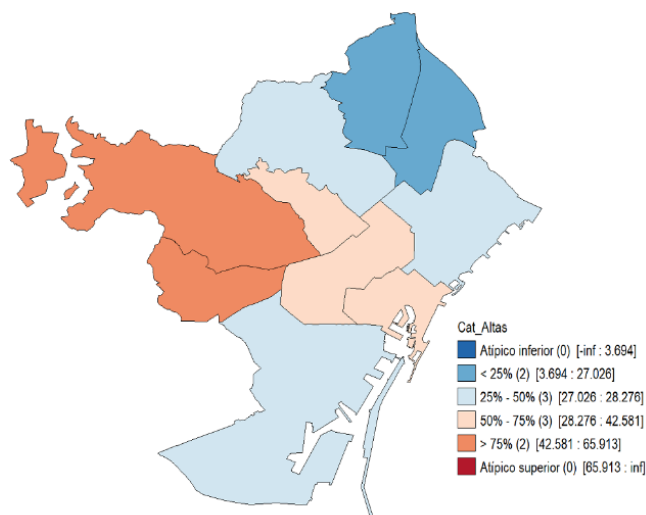 Cat_Altas
Atípico inferior (0) [-inf : 3.694]
< 25% (2) [3.694 : 27.026]
25% - 50% (3) [27.026 : 28.276]
50% - 75% (3) [28.276 : 42.581]
> 75% (2) [42.581 : 65.913]
Atípico superior (0) [65.913 : inf]